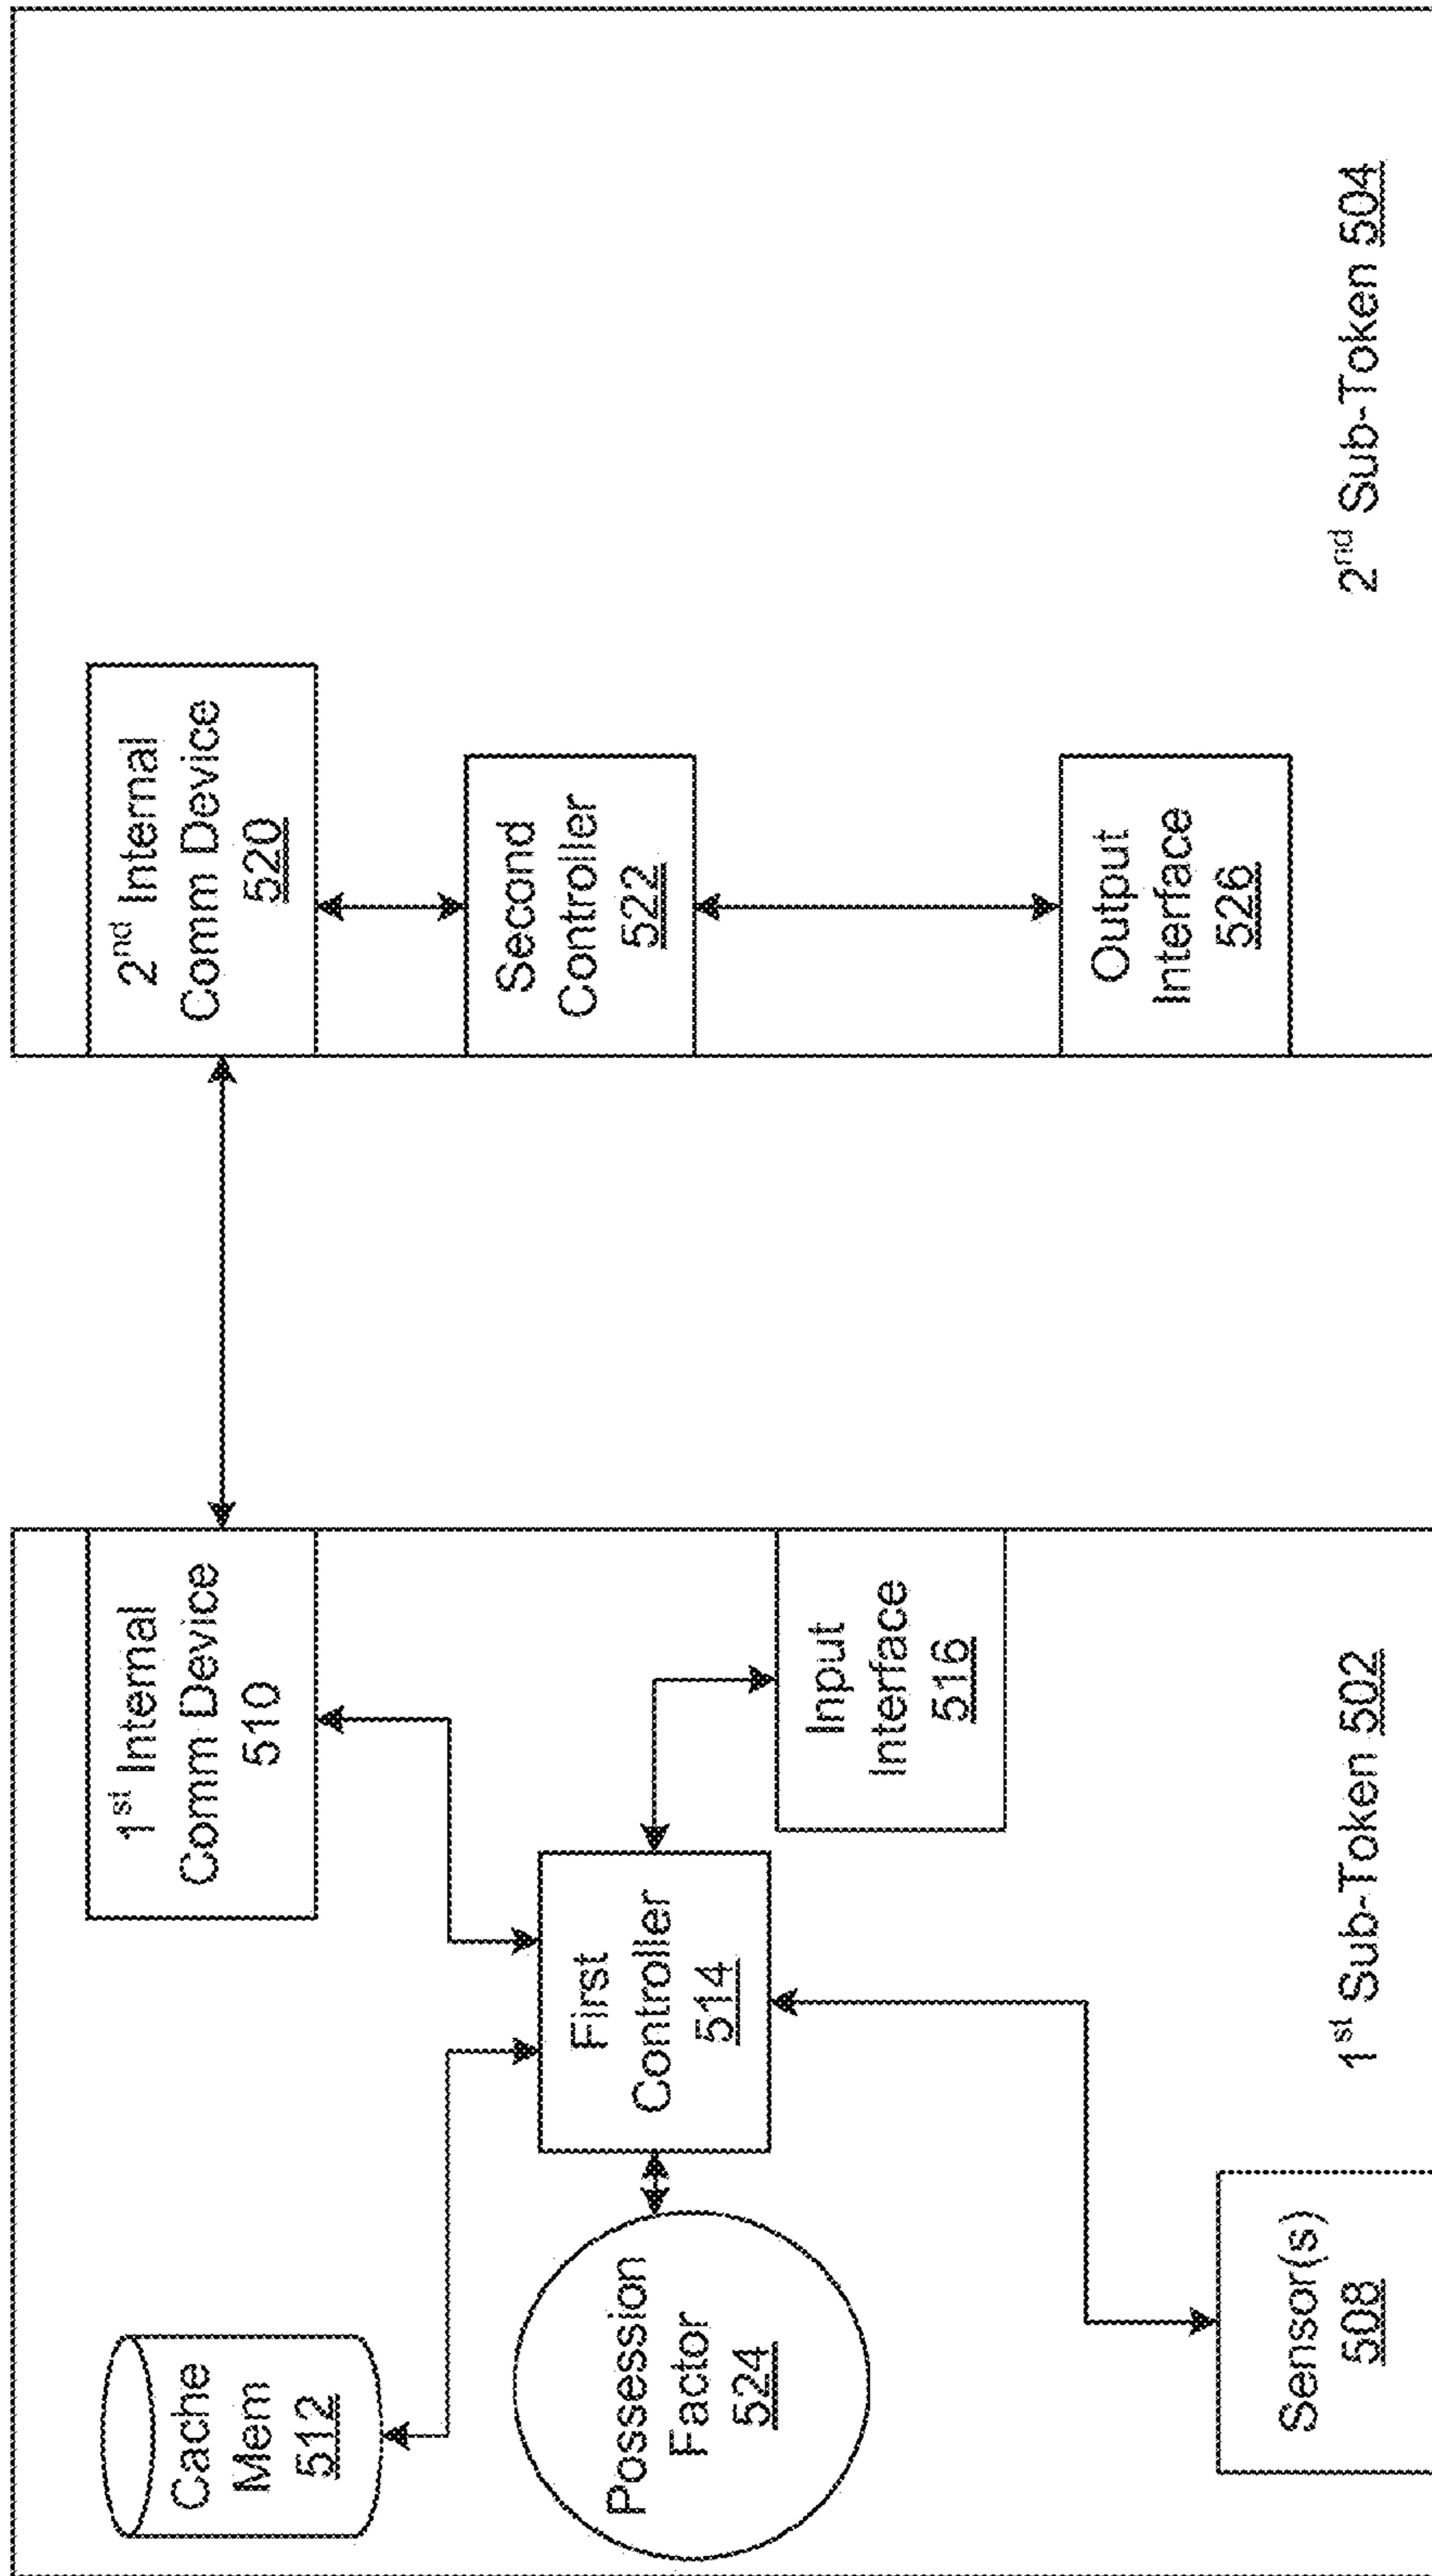 Cache
Mem
512
Possession
Factor
524
First
Controller
514
1st Internal
Comm Device
510
Input
Interface
516
Sensor(s)
508
1st Sub-Token 502
2nd Internal
Comm Device
520
Second
Controller
522
Output
Interface
526
2nd Sub-Token 504